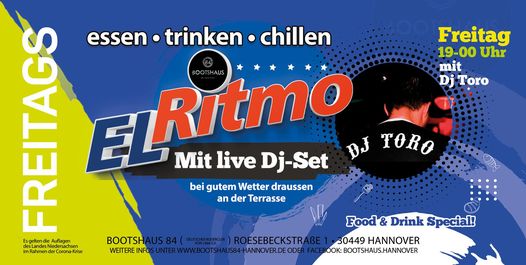 FREITAGS
essen • trinken • chillen
84
BOOTSHAUS
EL Ritmo
Mit live Dj-Set
bei gutem Wetter draussen
an der Terrasse
Freitag
19-00 Uhr
mit
Dj Toro
DJ TORO
Food & Drink Special!
Es gelten die Auflagen
des Landes Niedersachsen
im Rahmen der Corona-Krise
BOOTSHAUS 84 ( ) ROESEBECKSTRAßE 1 • 30449 HANNOVER
WEITERE INFOS UNTER WWW.BOOTSHAUS84-HANNOVER.DE ODER FACEBOOK: BOOTSHAUS.HANNOVER